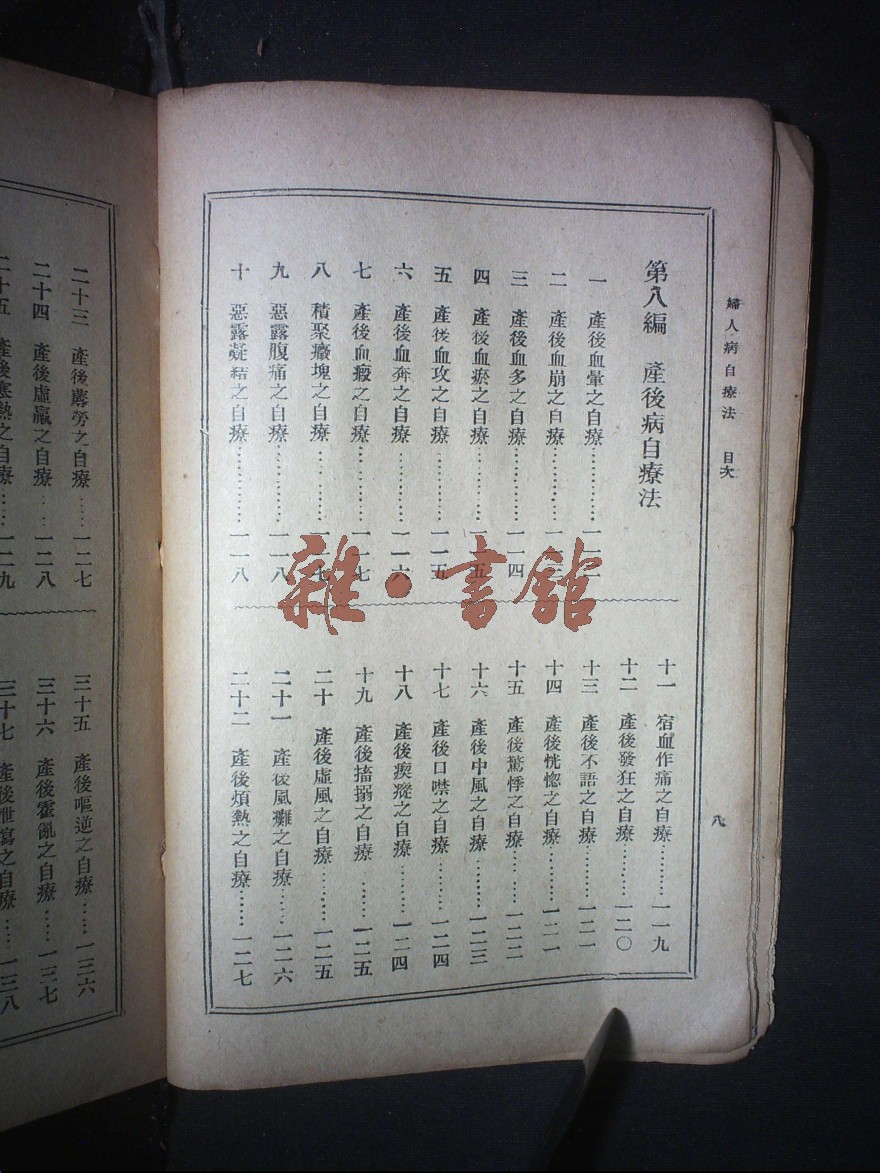 婦人病自療法　目次
八
第八編　產後病自療法
一　產後血暈之自療
二　產後血崩之自療
三　產後血多之自療…………一一四
四　產後血瘀之自療
五　產後血攻之自療…………一一五
六　產後血奔之自療…………一一六
七　產後血瘕之自療…………一一七
八　積聚癥塊之自療…………一一七
九　惡露腹痛之自療…………一一八
十　惡露凝結之自療…………一一八
十一　宿血作痛之自療…………一一九
十二　產後發狂之自療………一二〇
十三　產後不語之自療…………一二一
十四　產後恍惚之自療………一二一
十五　產後驚悸之自療………一二二
十六　產後中風之自療………一二三
十七　產後口噤之自療………一二四
十八　產後瘈瘲之自療………一二四
十九　產後搐搦之自療……一二五
二十　產後虛風之自療………一二五
二十一　產後風癱之自療……一二六
二十二　產後煩熱之自療……一二七
二十三　產後蓐勞之自療……一二七
二十四　產後虛羸之自療…一二八
二十五　產後寒熱之自療……一二九
三十五　產後嘔逆之自療……一三六
三十六　產後霍亂之自療……一三七
三十七　產後泄瀉之自療……一三八
雜・書館